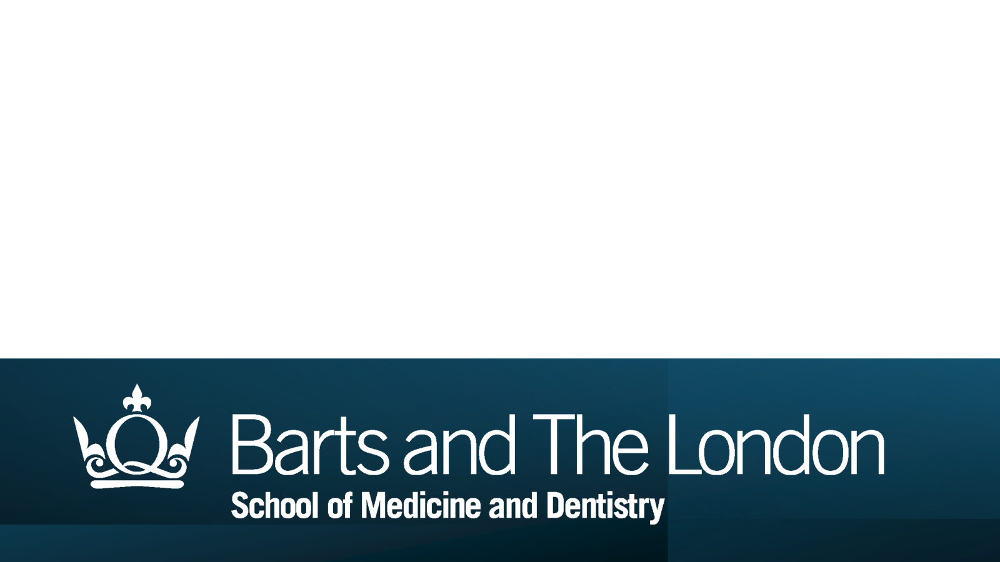 Barts and The London
School of Medicine and Dentistry